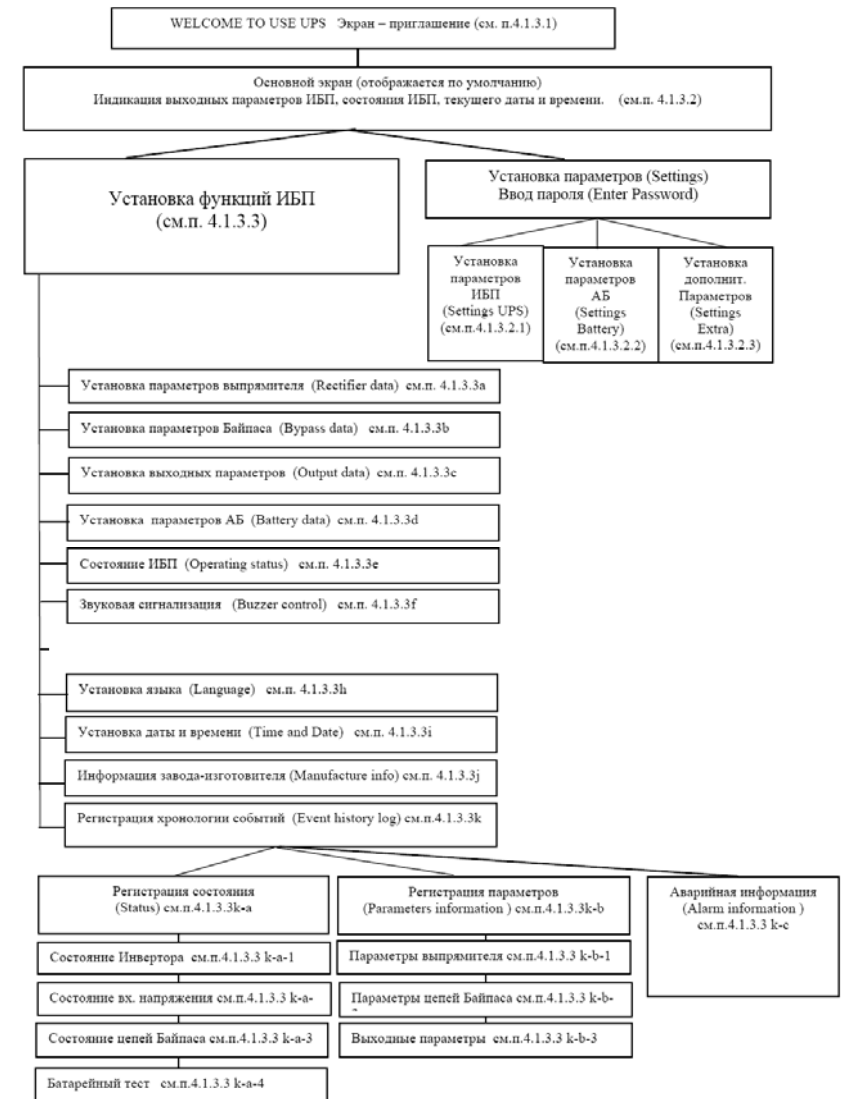 WELCOME TO USE UPS Экран – приглашение (см. п.4.1.3.1)
Основной экран (отображается по умолчанию)
Индикация выходных параметров ИБП, состояния ИБП, текущего даты и времени. (см.п. 4.1.3.2)
Установка функций ИБП
(см.п. 4.1.3.3)
Установка параметров (Settings)
Ввод пароля (Enter Password)
Установка
параметров
ИБП
(Settings UPS)
(см.п.4.1.3.2.1)
Установка
параметров
АБ
(Settings
Battery)
(см.п.4.1.3.2.2)
Установка
дополнит.
Параметров
(Settings
Extra)
(см.п.4.1.3.2.3)
Установка параметров выпрямителя (Rectifier data) см.п. 4.1.3.3a
Установка параметров Байпаса (Bypass data) см.п. 4.1.3.3b
Установка выходных параметров (Output data) см.п. 4.1.3.3c
Установка параметров АБ (Battery data) см.п. 4.1.3.3d
Состояние ИБП (Operating status) см.п. 4.1.3.3e
Звуковая сигнализация (Buzzer control) см.п. 4.1.3.3f
Установка языка (Language) см.п. 4.1.3.3h
Установка даты и времени (Time and Date) см.п. 4.1.3.3i
Информация завода-изготовителя (Manufacture info) см.п. 4.1.3.3j
Регистрация хронологии событий (Event history log) см.п.4.1.3.3k
Регистрация состояния
(Status) см.п.4.1.3.3k-a
Состояние Инвертора см.п.4.1.3.3 k-a-1
Состояние вх. напряжения см.п.4.1.3.3 k-a-
Состояние цепей Байпаса см.п.4.1.3.3 k-a-3
Батарейный тест см.п.4.1.3.3 k-a-4
Регистрация параметров
(Parameters information ) см.п.4.1.3.3k-b
Параметры выпрямителя см.п.4.1.3.3 k-b-1
Параметры цепей Байпаса см.п.4.1.3.3 k-b-
Выходные параметры см.п.4.1.3.3 k-b-3
Аварийная информация
(Alarm information )
см.п.4.1.3.3 k-c